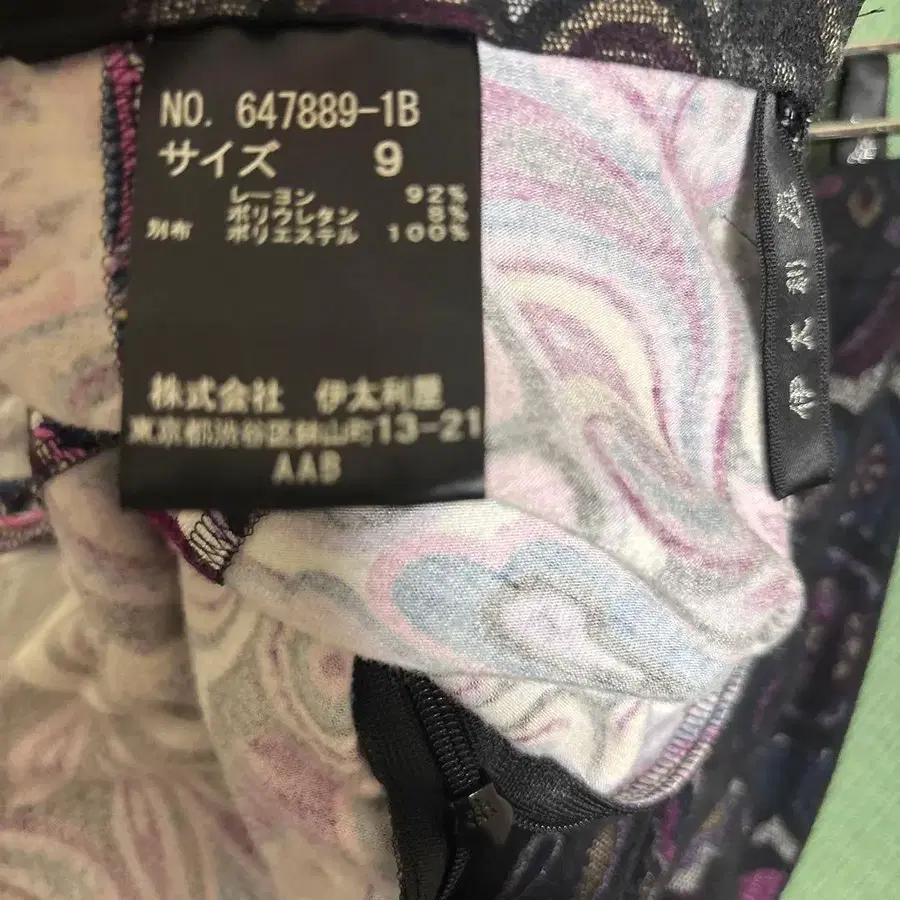 NO. 647889-1B
サイズ 9
レーヨン 92%
ポリウレタン 8%
別布 ポリエステル 100%
株式会社 伊太利屋
東京都渋谷区鉢山町13-21
AAB
伊太利屋